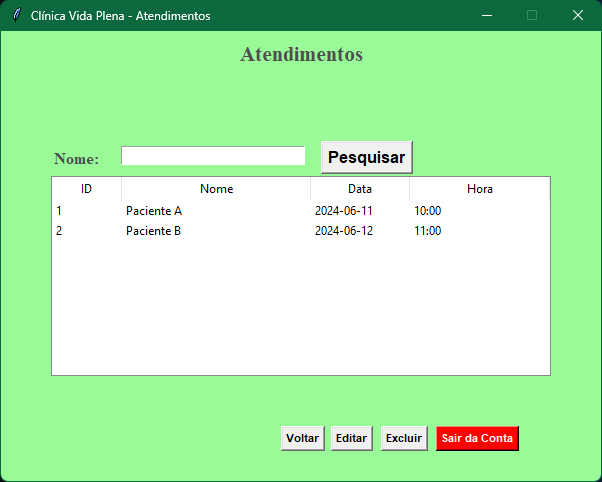 Clínica Vida Plena - Atendimentos
Atendimentos
Nome: Pesquisar
ID Nome Data Hora
1 Paciente A 2024-06-11 10:00
2 Paciente B 2024-06-12 11:00
Voltar Editar Excluir Sair da Conta